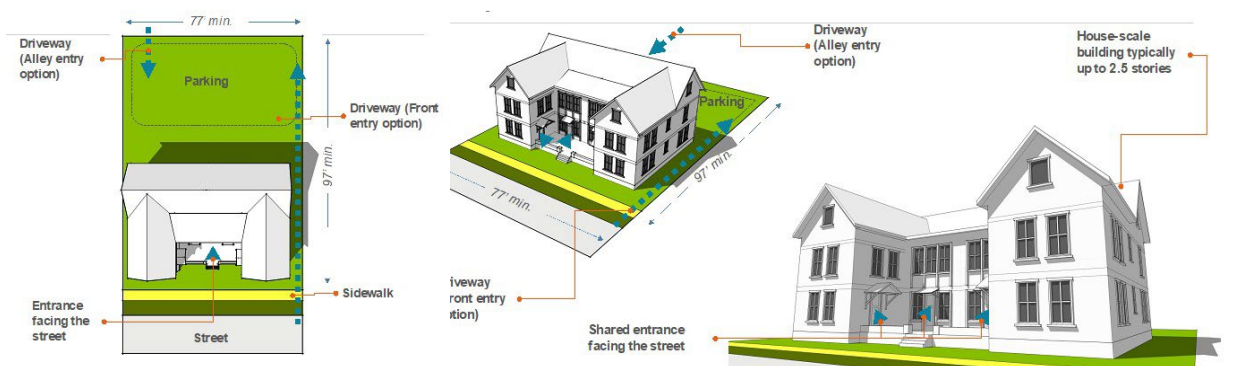 77' min.
Driveway
(Alley entry
option)
Parking
Driveway (Front
entry option)
97' min.
Sidewalk
Entrance
facing the
street
Street
Driveway
(Alley entry
option)
Parking
97' min.
77' min.
riveway
ront entry
tion)
House-scale
building typically
up to 2.5 stories
Shared entrance
facing the street